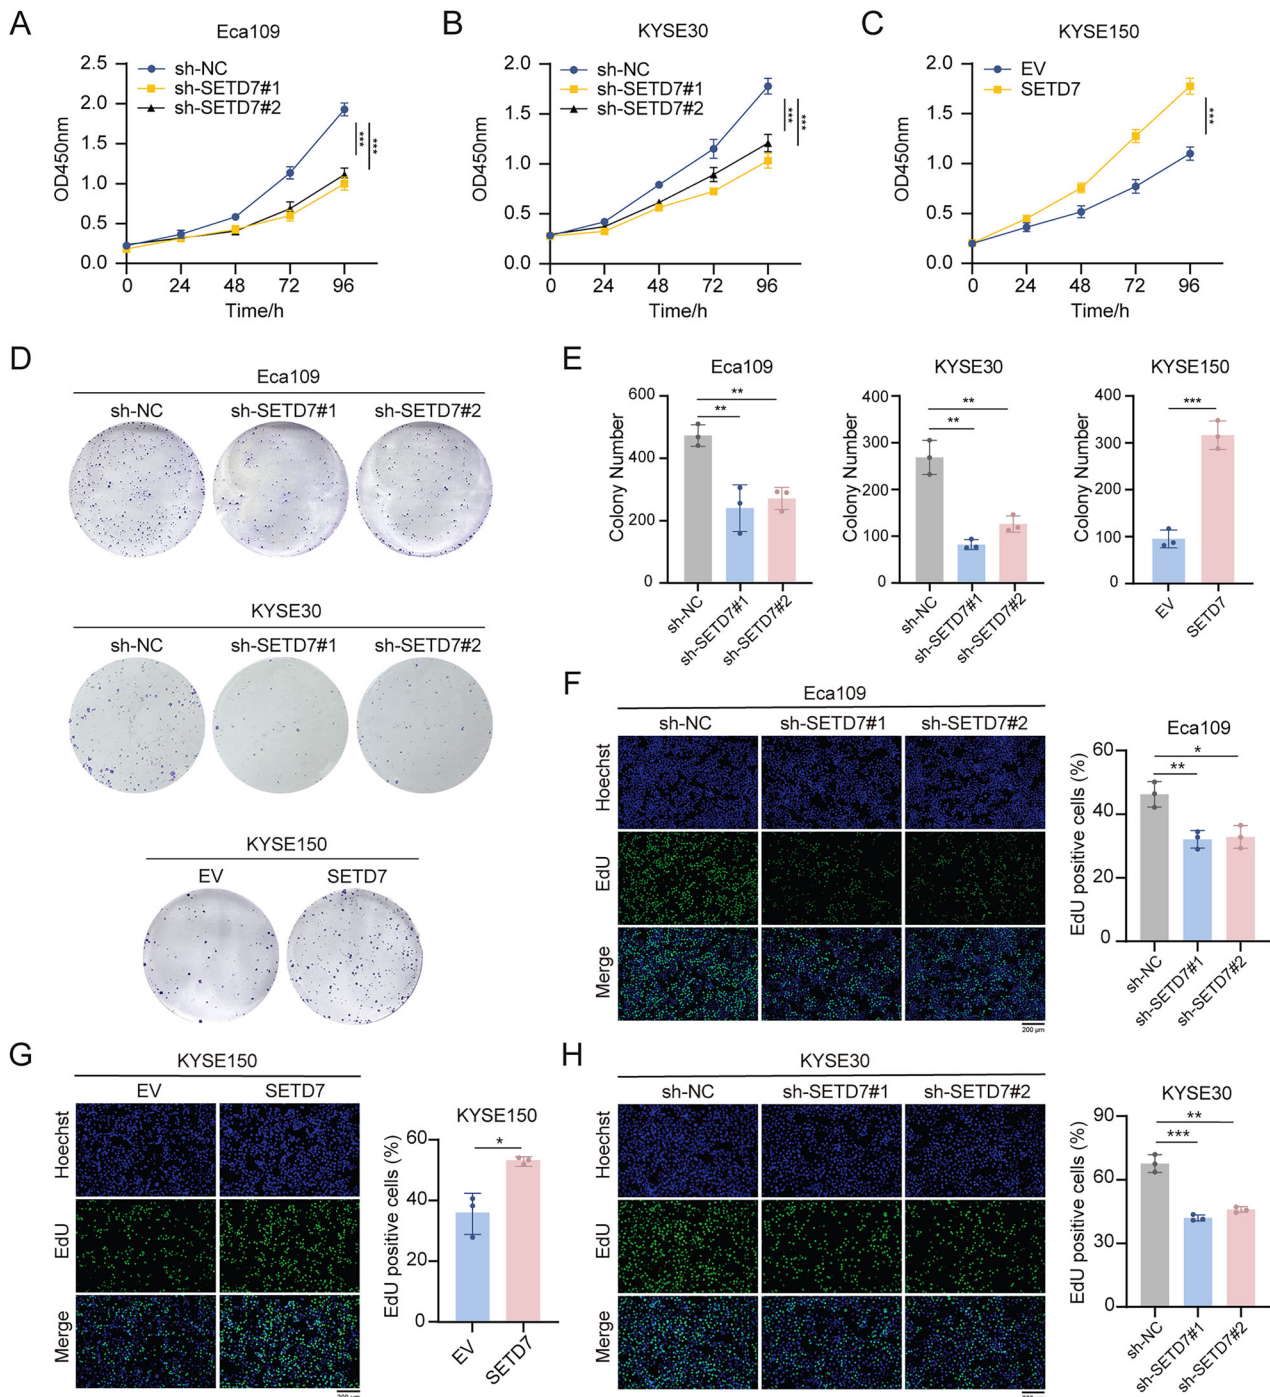 A
Eca109
OD450nm
2.5
2.0
1.5
1.0
0.5
0.0
sh-NC
sh-SETD7#1
sh-SETD7#2
***
***
0 24 48 72 96
Time/h
B
KYSE30
OD450nm
2.0
1.5
1.0
0.5
0.0
sh-NC
sh-SETD7#1
sh-SETD7#2
***
***
0 24 48 72 96
Time/h
C
KYSE150
OD450nm
2.0
1.5
1.0
0.5
0.0
EV
SETD7
***
0 24 48 72 96
Time/h
D
Eca109
sh-NC sh-SETD7#1 sh-SETD7#2
KYSE30
sh-NC sh-SETD7#1 sh-SETD7#2
KYSE150
EV SETD7
E
Eca109
Colony Number
600
400
200
0
**
**
sh-NC
sh-SETD7#1
sh-SETD7#2
KYSE30
Colony Number
400
300
200
100
0
**
**
sh-NC
sh-SETD7#1
sh-SETD7#2
KYSE150
Colony Number
400
300
200
100
0
***
EV
SETD7
F
Eca109
sh-NC sh-SETD7#1 sh-SETD7#2
Hoechst
EdU
Merge
200 μm
Eca109
EdU positive cells (%)
60
40
20
0
*
**
sh-NC
sh-SETD7#1
sh-SETD7#2
G
KYSE150
EV SETD7
Hoechst
EdU
Merge
200 μm
KYSE150
EdU positive cells (%)
60
40
20
0
*
EV
SETD7
H
KYSE30
sh-NC sh-SETD7#1 sh-SETD7#2
Hoechst
EdU
Merge
200 μm
KYSE30
EdU positive cells (%)
90
60
30
0
**
***
sh-NC
sh-SETD7#1
sh-SETD7#2